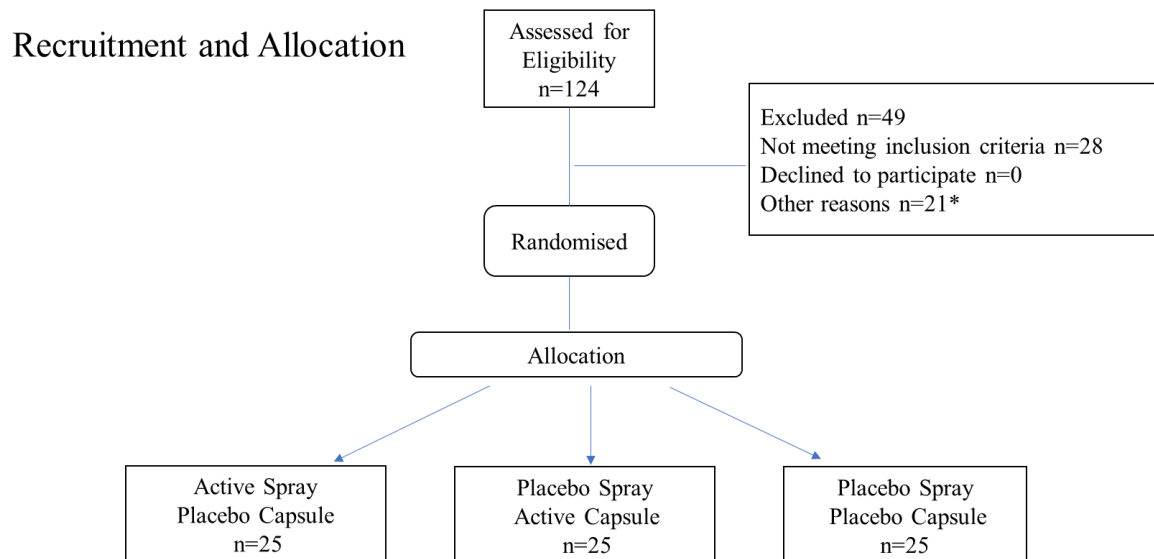 Recruitment and Allocation
Assessed for
Eligibility
n=124
Excluded n=49
Not meeting inclusion criteria n=28
Declined to participate n=0
Other reasons n=21*
Randomised
Allocation
Active Spray
Placebo Capsule
n=25
Placebo Spray
Active Capsule
n=25
Placebo Spray
Placebo Capsule
n=25